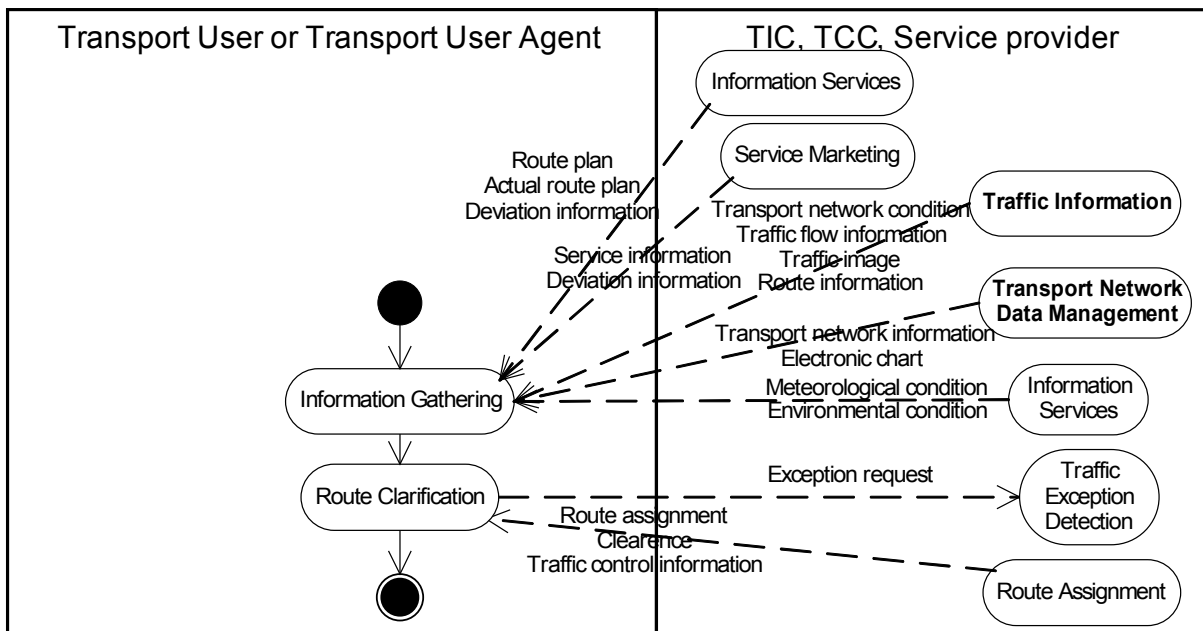 Transport User or Transport User Agent
TIC, TCC, Service provider
Information Services
Service Marketing
Route plan
Actual route plan
Deviation information
Traffic Information
Transport network condition
Traffic flow information
Traffic image
Route information
Service information
Deviation information
Transport Network
Data Management
Transport network information
Electronic chart
Information Gathering
Meteorological condition
Environmental condition
Information
Services
Route Clarification
Exception request
Traffic
Exception
Detection
Route assignment
Clearence
Traffic control information
Route Assignment